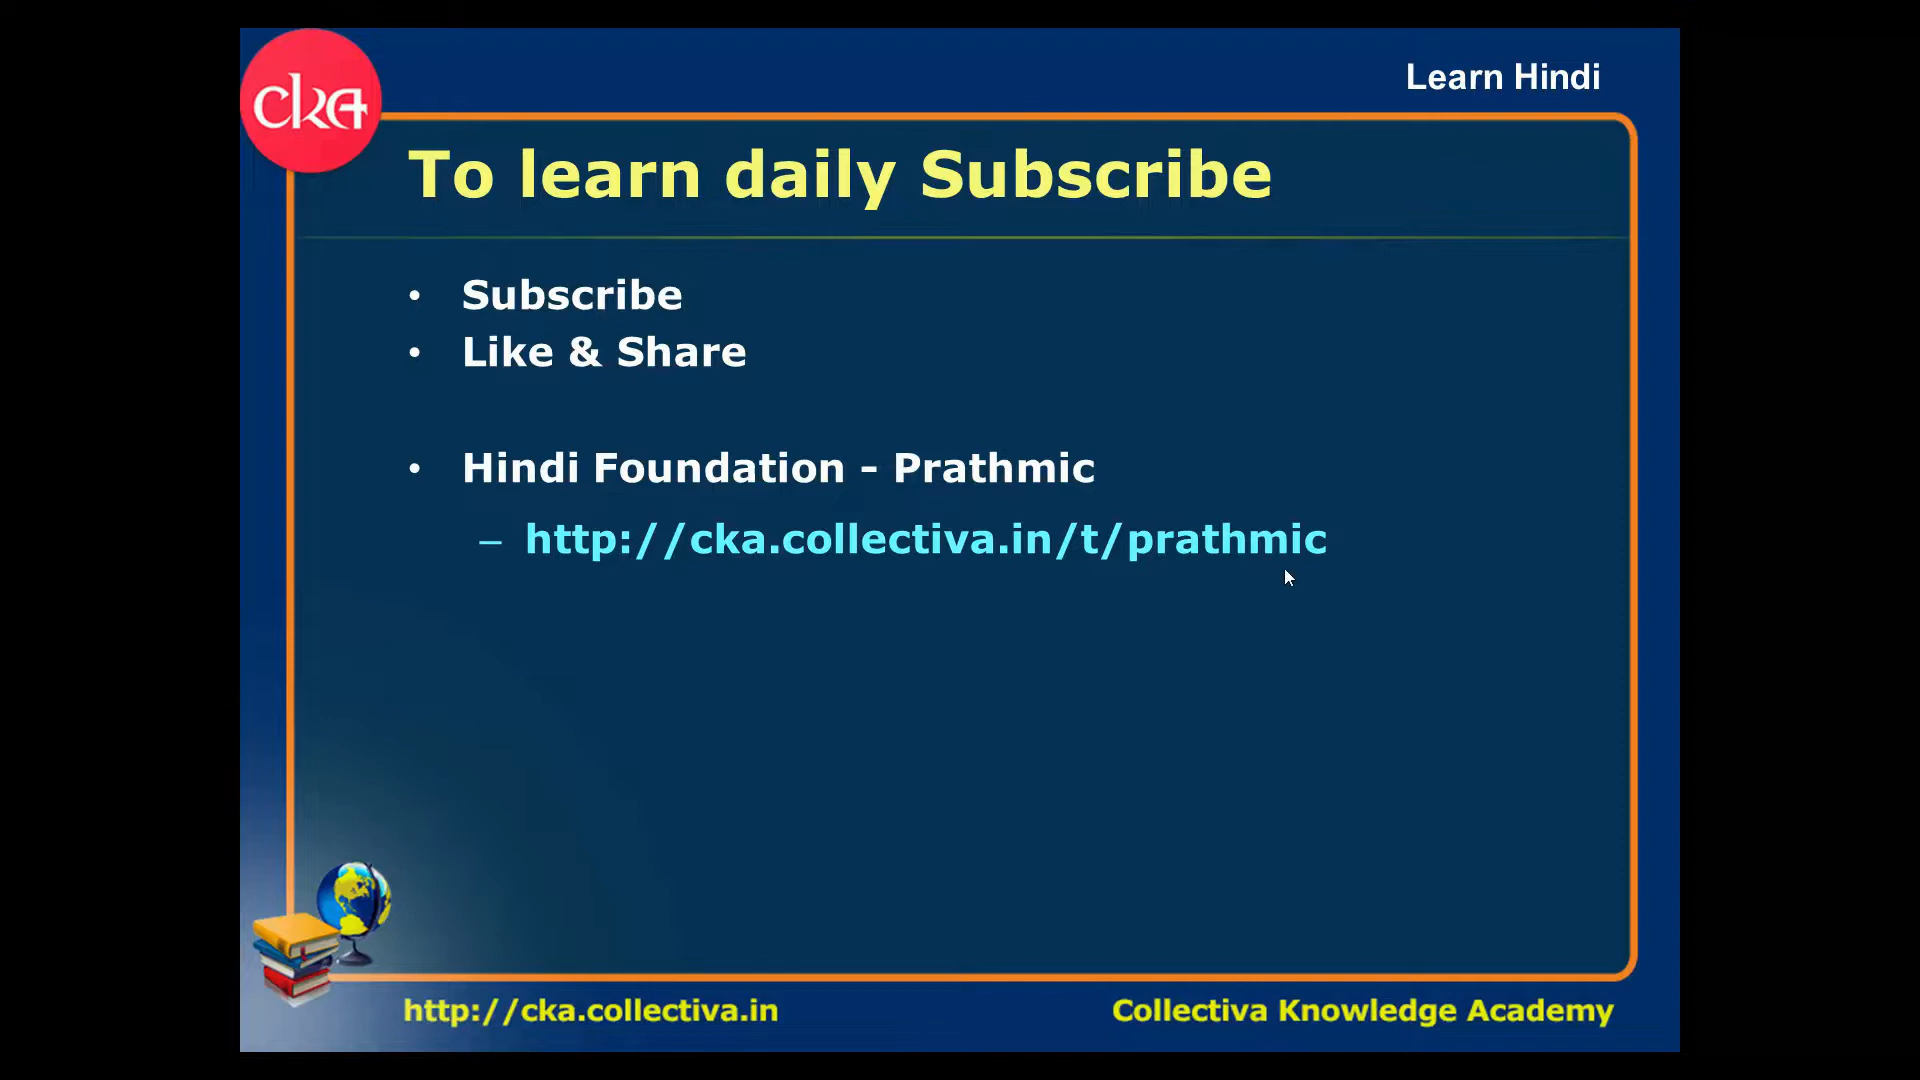 cka
Learn Hindi
To learn daily Subscribe
• Subscribe
• Like & Share
• Hindi Foundation - Prathmic
– http://cka.collectiva.in/t/prathmic
http://cka.collectiva.in
Collectiva Knowledge Academy